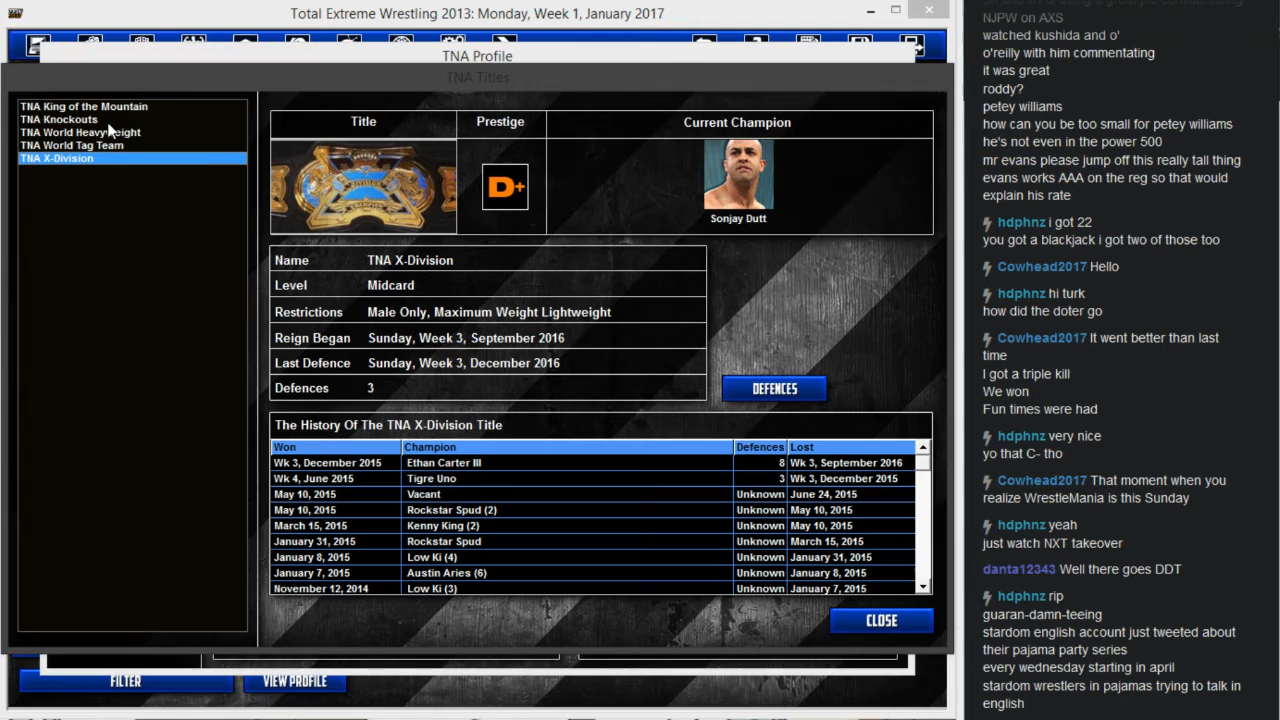 Total Extreme Wrestling 2013: Monday, Week 1, January 2017
TNA Profile
TNA Titles
TNA King of the Mountain
TNA Knockouts
TNA World Heavyweight
TNA World Tag Team
TNA X-Division
Title
Prestige
Current Champion
D+
Sonjay Dutt
Name TNA X-Division
Level Midcard
Restrictions Male Only, Maximum Weight Lightweight
Reign Began Sunday, Week 3, September 2016
Last Defence Sunday, Week 3, December 2016
Defences 3
DEFENCES
The History Of The TNA X-Division Title
Won Champion Defences Lost
Wk 3, December 2015 Ethan Carter III 8 Wk 3, September 2016
Wk 4, June 2015 Tigre Uno 3 Wk 3, December 2015
May 10, 2015 Vacant Unknown June 24, 2015
May 10, 2015 Rockstar Spud (2) Unknown May 10, 2015
March 15, 2015 Kenny King (2) Unknown May 10, 2015
January 31, 2015 Rockstar Spud Unknown March 15, 2015
January 8, 2015 Low Ki (4) Unknown January 31, 2015
January 7, 2015 Austin Aries (6) Unknown January 8, 2015
November 12, 2014 Low Ki (3) Unknown January 7, 2015
CLOSE
FILTER
VIEW PROFILE
NJPW on AXS
watched kushida and o'
o'reilly with him commentating
it was great
roddy?
petey williams
how can you be too small for petey williams
he's not even in the power 500
mr evans please jump off this really tall thing
evans works AAA on the reg so that would
explain his rate
hdphnz i got 22
you got a blackjack i got two of those too
Cowhead2017 Hello
hdphnz hi turk
how did the doter go
Cowhead2017 It went better than last
time
I got a triple kill
We won
Fun times were had
hdphnz very nice
yo that C- tho
Cowhead2017 That moment when you
realize WrestleMania is this Sunday
hdphnz yeah
just watch NXT takeover
danta12343 Well there goes DDT
hdphnz rip
guaran-damn-teeing
stardom english account just tweeted about
their pajama party series
every wednesday starting in april
stardom wrestlers in pajamas trying to talk in
english